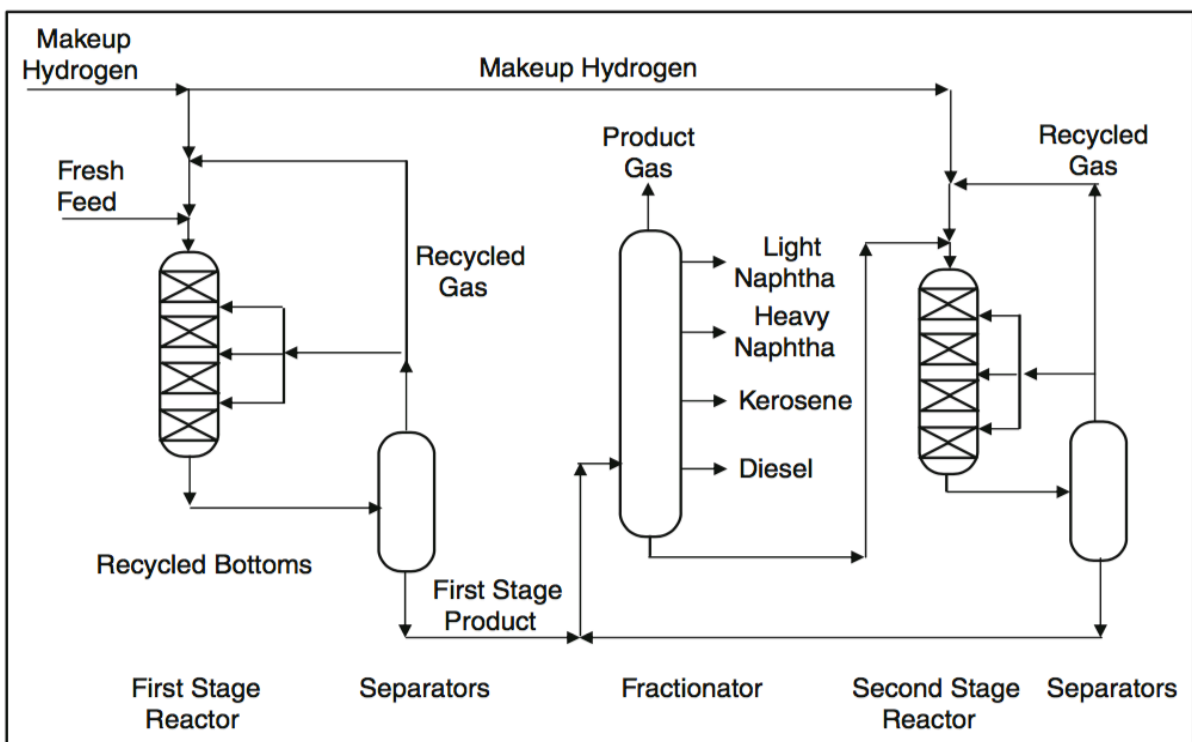 Makeup
Hydrogen
Makeup Hydrogen
Product
Gas
Recycled
Gas
Fresh
Feed
Recycled
Gas
Light
Naphtha
Heavy
Naphtha
Kerosene
Diesel
Recycled Bottoms
First Stage
Product
First Stage
Reactor
Separators
Fractionator
Second Stage
Reactor
Separators